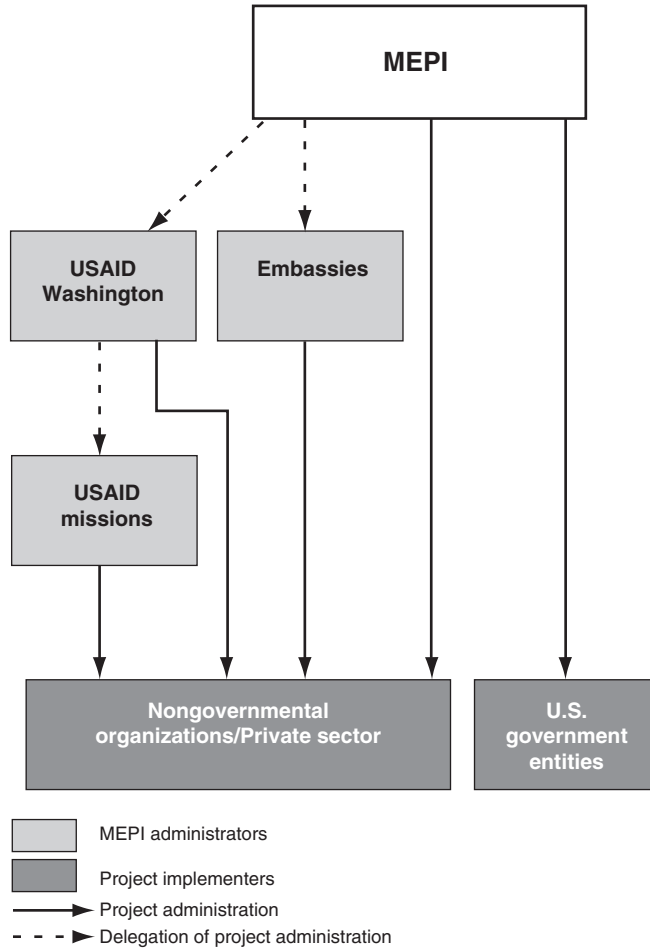 MEPI
USAID
Washington
Embassies
USAID
missions
Nongovernmental
organizations/Private sector
U.S.
government
entities
MEPI administrators
Project implementers
Project administration
Delegation of project administration